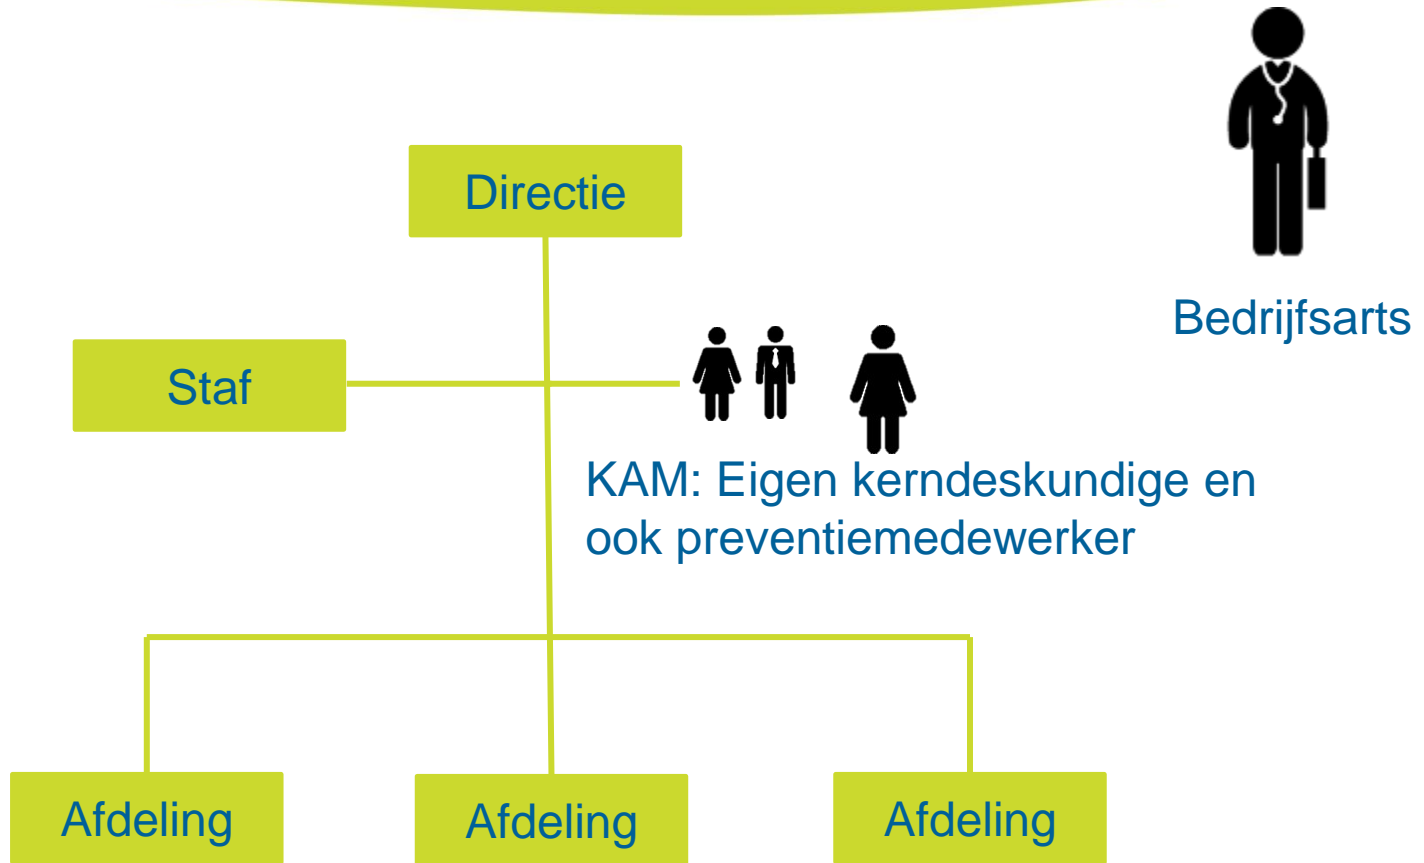 Directie
Bedrijfsarts
Staf
KAM: Eigen kerndeskundige en
ook preventiemedewerker
Afdeling
Afdeling
Afdeling